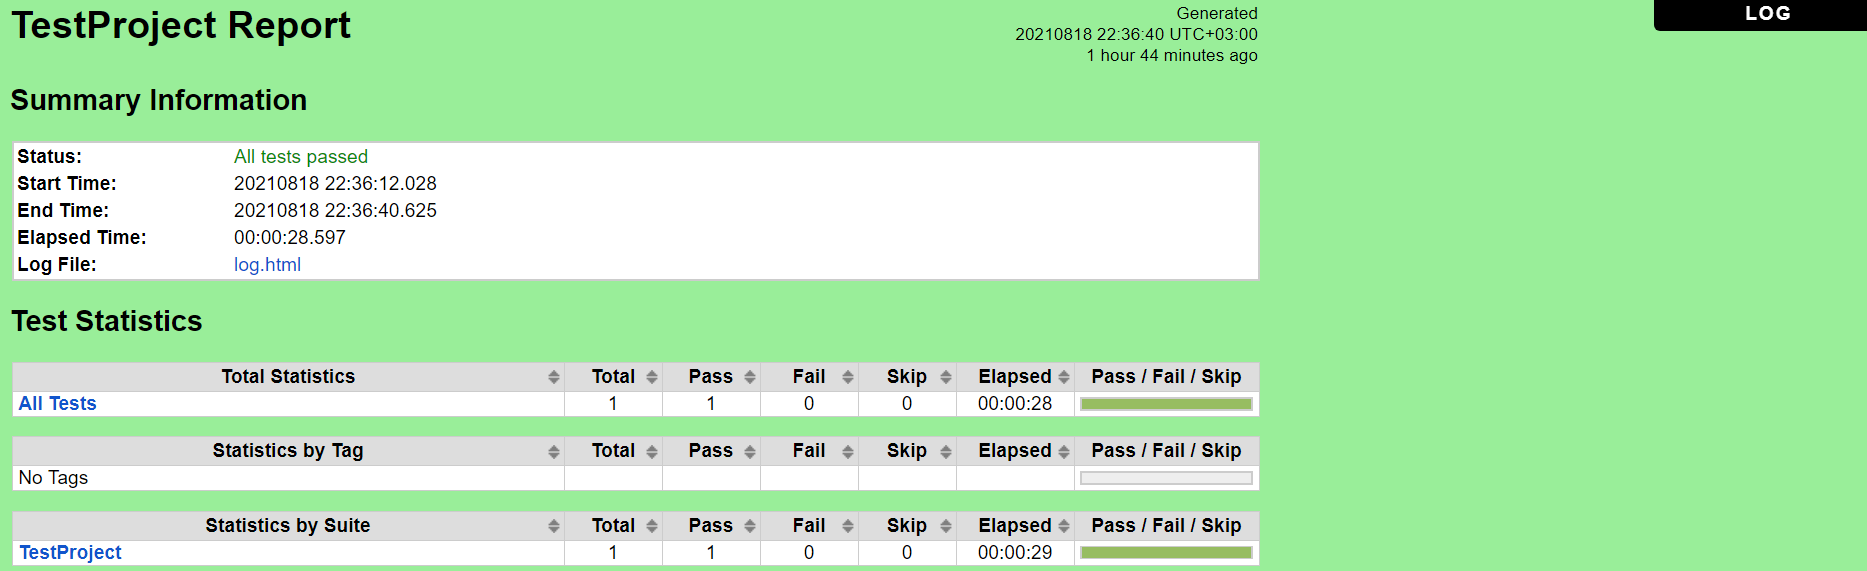 TestProject Report
Generated
20210818 22:36:40 UTC+03:00
1 hour 44 minutes ago
LOG
Summary Information
Status: All tests passed
Start Time: 20210818 22:36:12.028
End Time: 20210818 22:36:40.625
Elapsed Time: 00:00:28.597
Log File: log.html
Test Statistics
Total Statistics Total Pass Fail Skip Elapsed Pass / Fail / Skip
All Tests 1 1 0 0 00:00:28
Statistics by Tag Total Pass Fail Skip Elapsed Pass / Fail / Skip
No Tags
Statistics by Suite Total Pass Fail Skip Elapsed Pass / Fail / Skip
TestProject 1 1 0 0 00:00:29